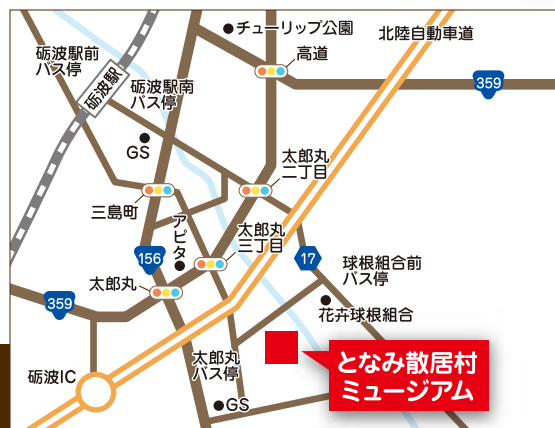 チューリップ公園
北陸自動車道
砺波駅前
バス停
高道
砺波駅
砺波駅南
バス停
359
GS
太郎丸
二丁目
三島町
アピタ
太郎丸
三丁目
156
17
球根組合前
バス停
太郎丸
359
花卉球根組合
砺波IC
太郎丸
バス停
となみ散居村
ミュージアム
GS